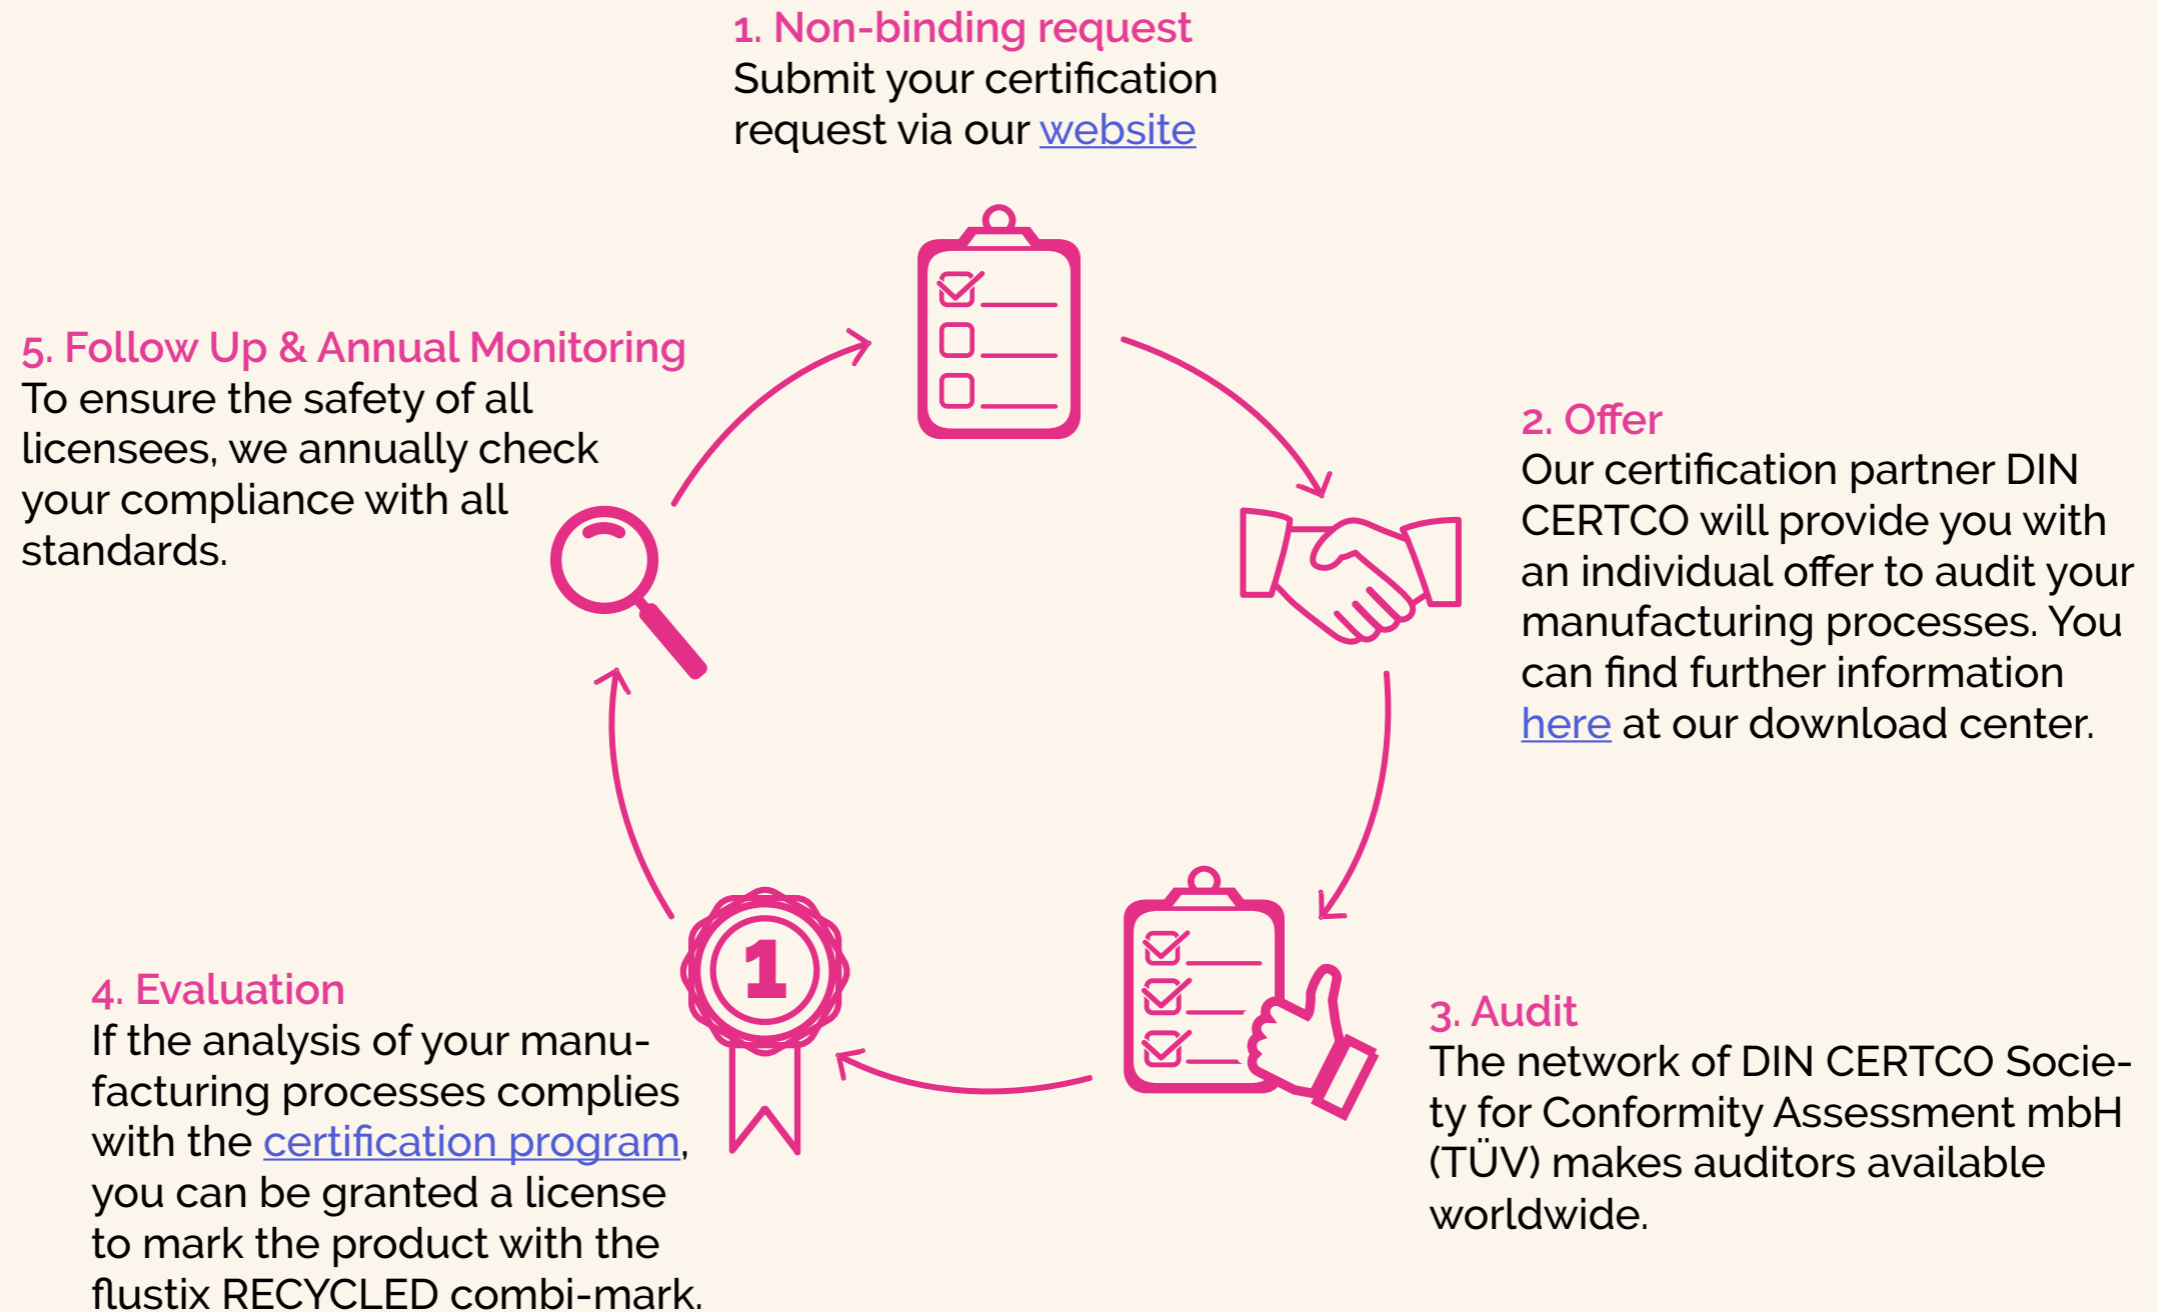 1. Non-binding request
Submit your certification
request via our website
2. Offer
Our certification partner DIN
CERTCO will provide you with
an individual offer to audit your
manufacturing processes. You
can find further information
here at our download center.
3. Audit
The network of DIN CERTCO Socie-
ty for Conformity Assessment mbH
(TÜV) makes auditors available
worldwide.
4. Evaluation
If the analysis of your manu-
facturing processes complies
with the certification program,
you can be granted a license
to mark the product with the
flustix RECYCLED combi-mark.
1
5. Follow Up & Annual Monitoring
To ensure the safety of all
licensees, we annually check
your compliance with all
standards.